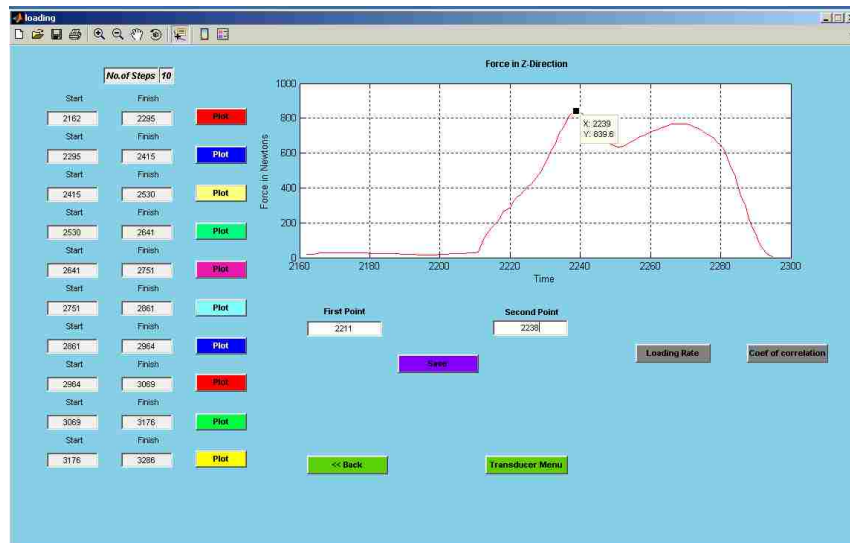 loading
No.of Steps 10
Start Finish
2162 2295 Plot
Start Finish
2295 2415 Plot
Start Finish
2415 2530 Plot
Start Finish
2530 2641 Plot
Start Finish
2641 2751 Plot
Start Finish
2751 2861 Plot
Start Finish
2861 2964 Plot
Start Finish
2964 3069 Plot
Start Finish
3069 3176 Plot
Start Finish
3176 3286 Plot
Force in Z-Direction
Force in Newtons
1000
800
600
400
200
0
X: 2239
Y: 839.6
2160 2180 2200 2220 2240 2260 2280 2300
Time
First Point Second Point
2211 2238
Save
Loading Rate Coef of correlation
<< Back Transducer Menu